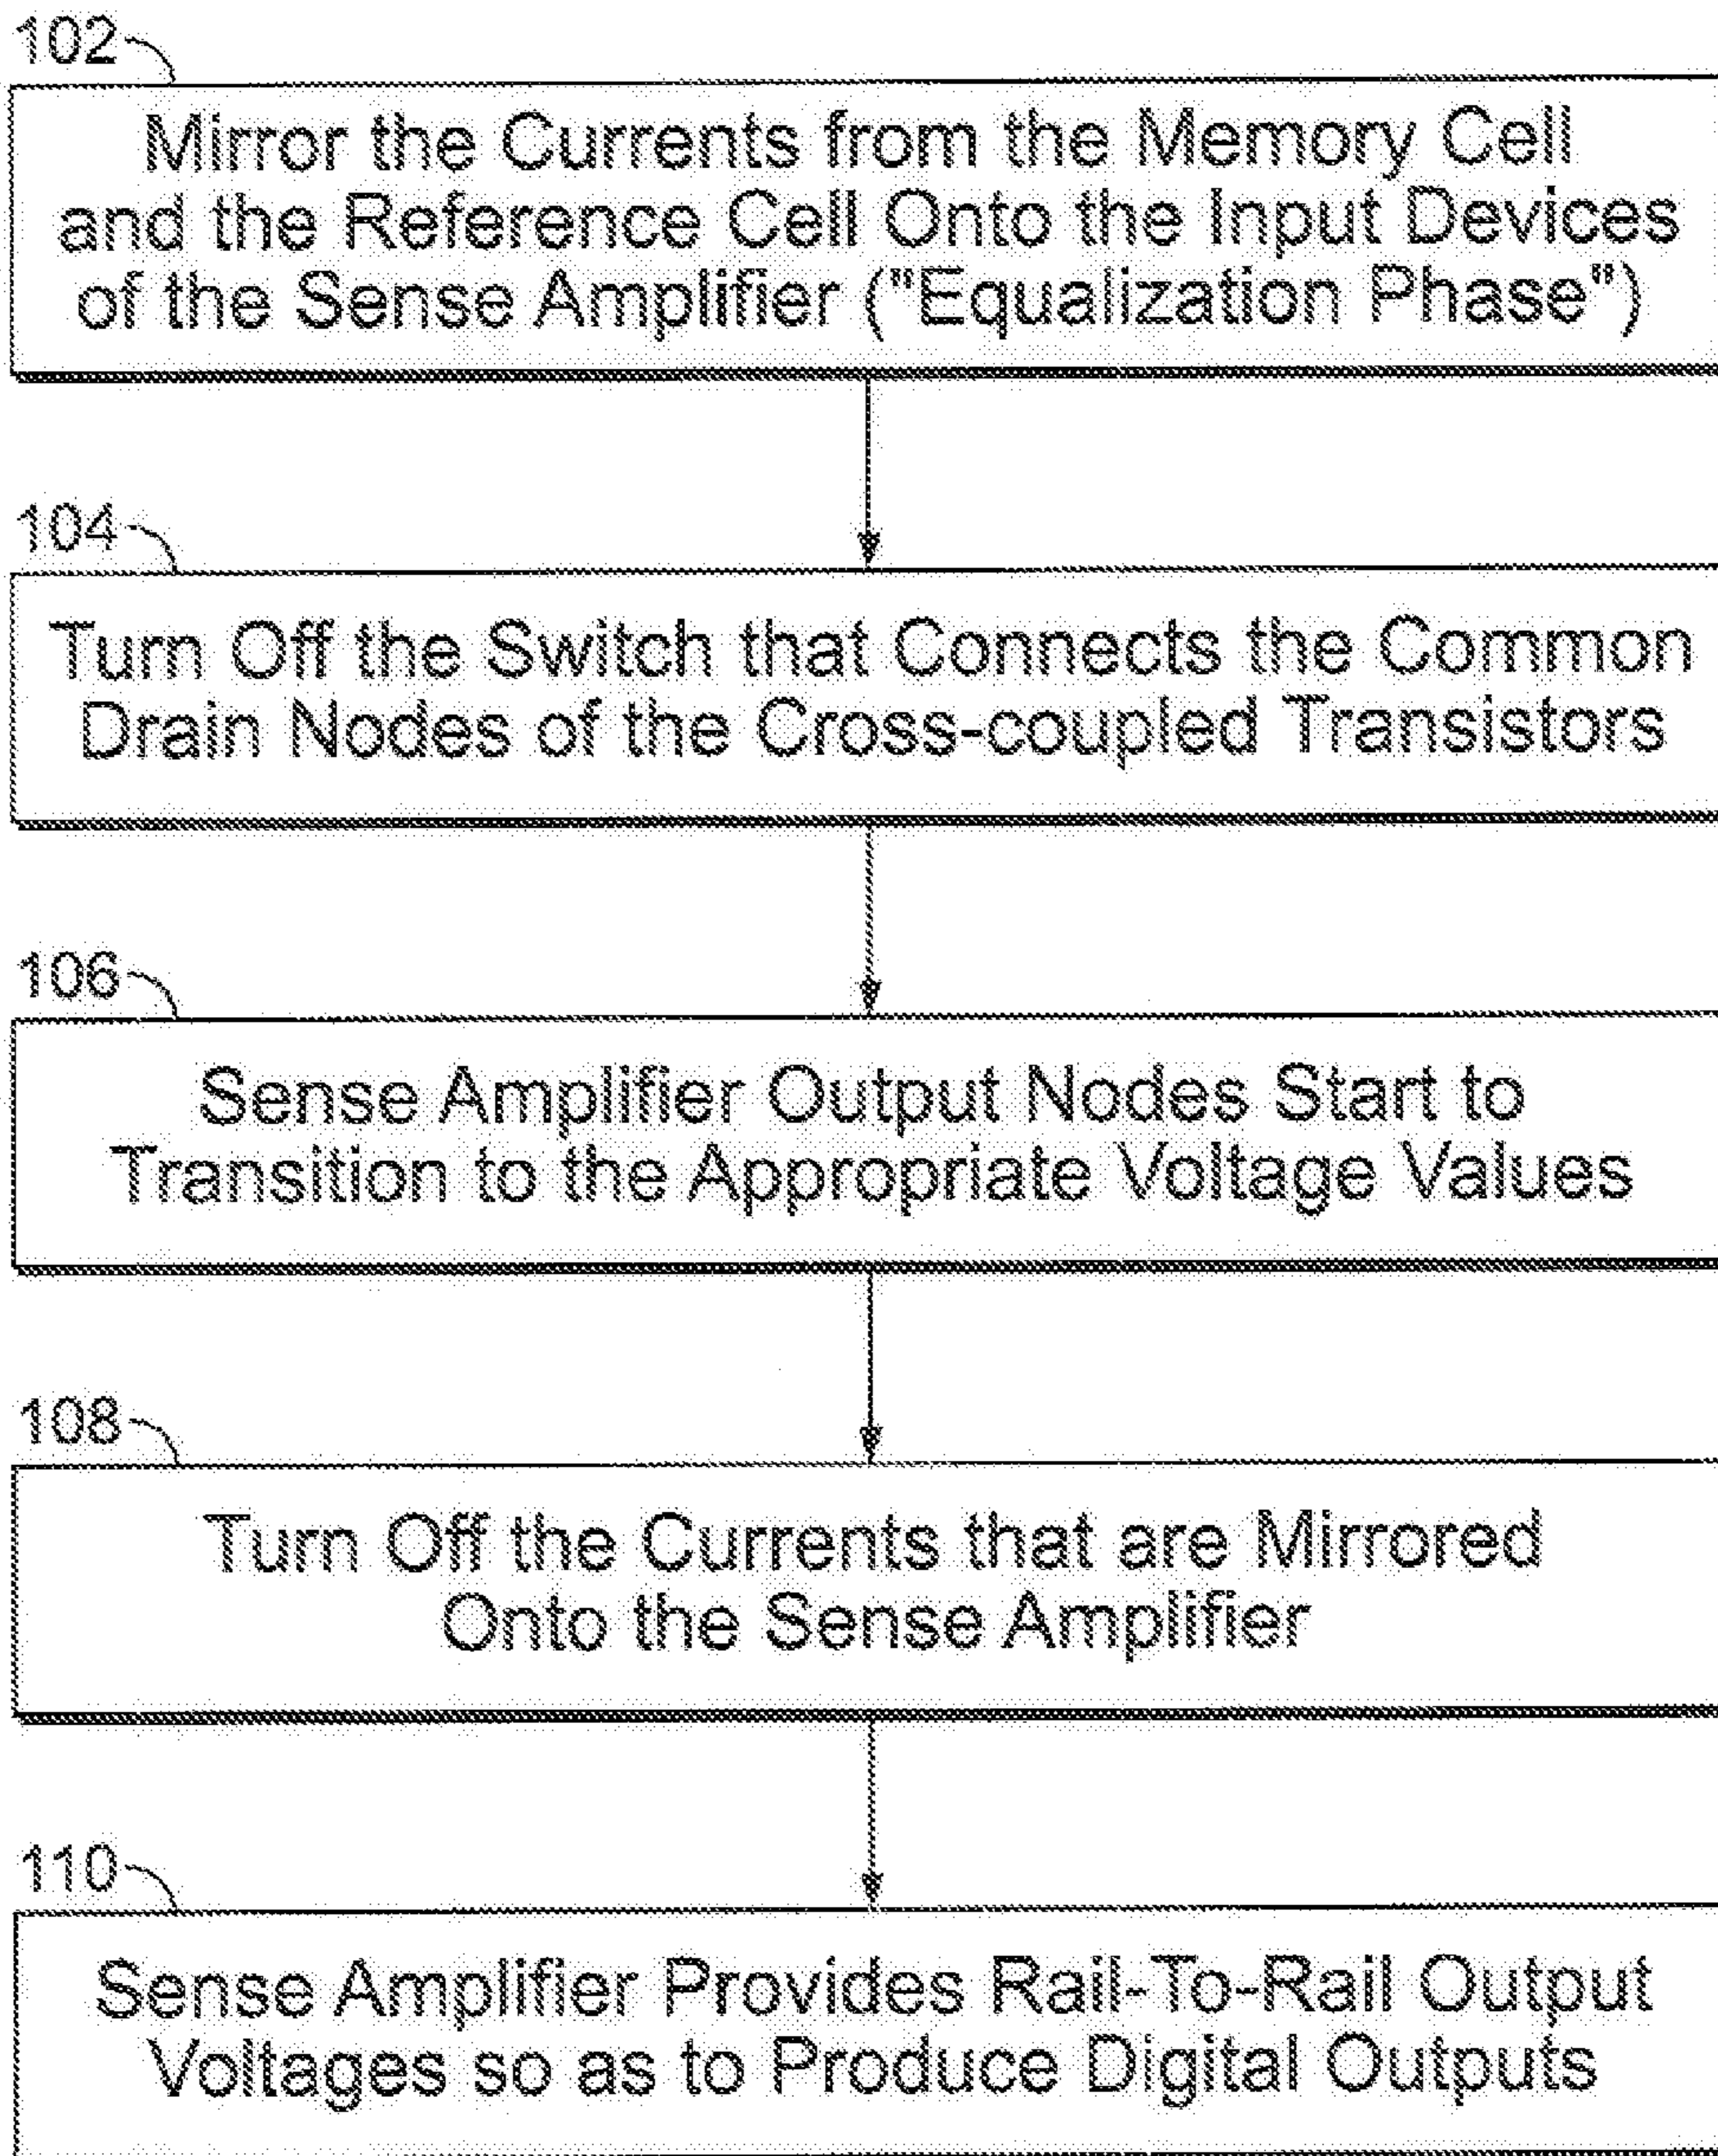 102
Mirror the Currents from the Memory Cell
and the Reference Cell Onto the Input Devices
of the Sense Amplifier ("Equalization Phase")
104
Turn Off the Switch that Connects the Common
Drain Nodes of the Cross-coupled Transistors
106
Sense Amplifier Output Nodes Start to
Transition to the Appropriate Voltage Values
108
Turn Off the Currents that are Mirrored
Onto the Sense Amplifier
110
Sense Amplifier Provides Rail-To-Rail Output
Voltages so as to Produce Digital Outputs